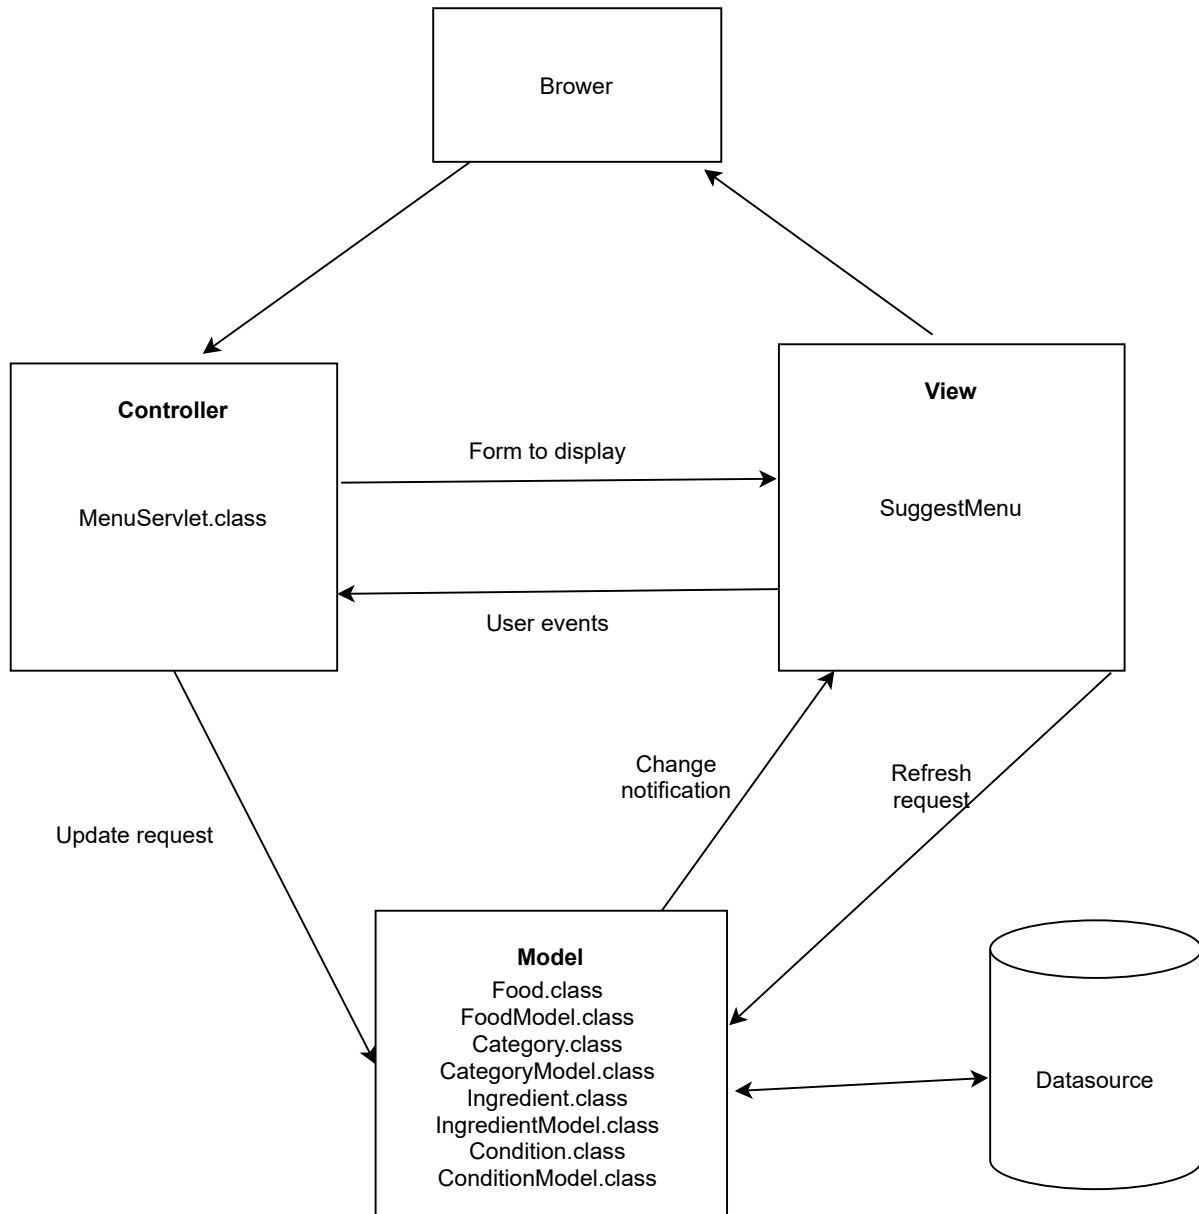 Brower
Controller
MenuServlet.class
Form to display
User events
View
SuggestMenu
Update request
Change
notification
Refresh
request
Model
Food.class
FoodModel.class
Category.class
CategoryModel.class
Ingredient.class
IngredientModel.class
Condition.class
ConditionModel.class
Datasource